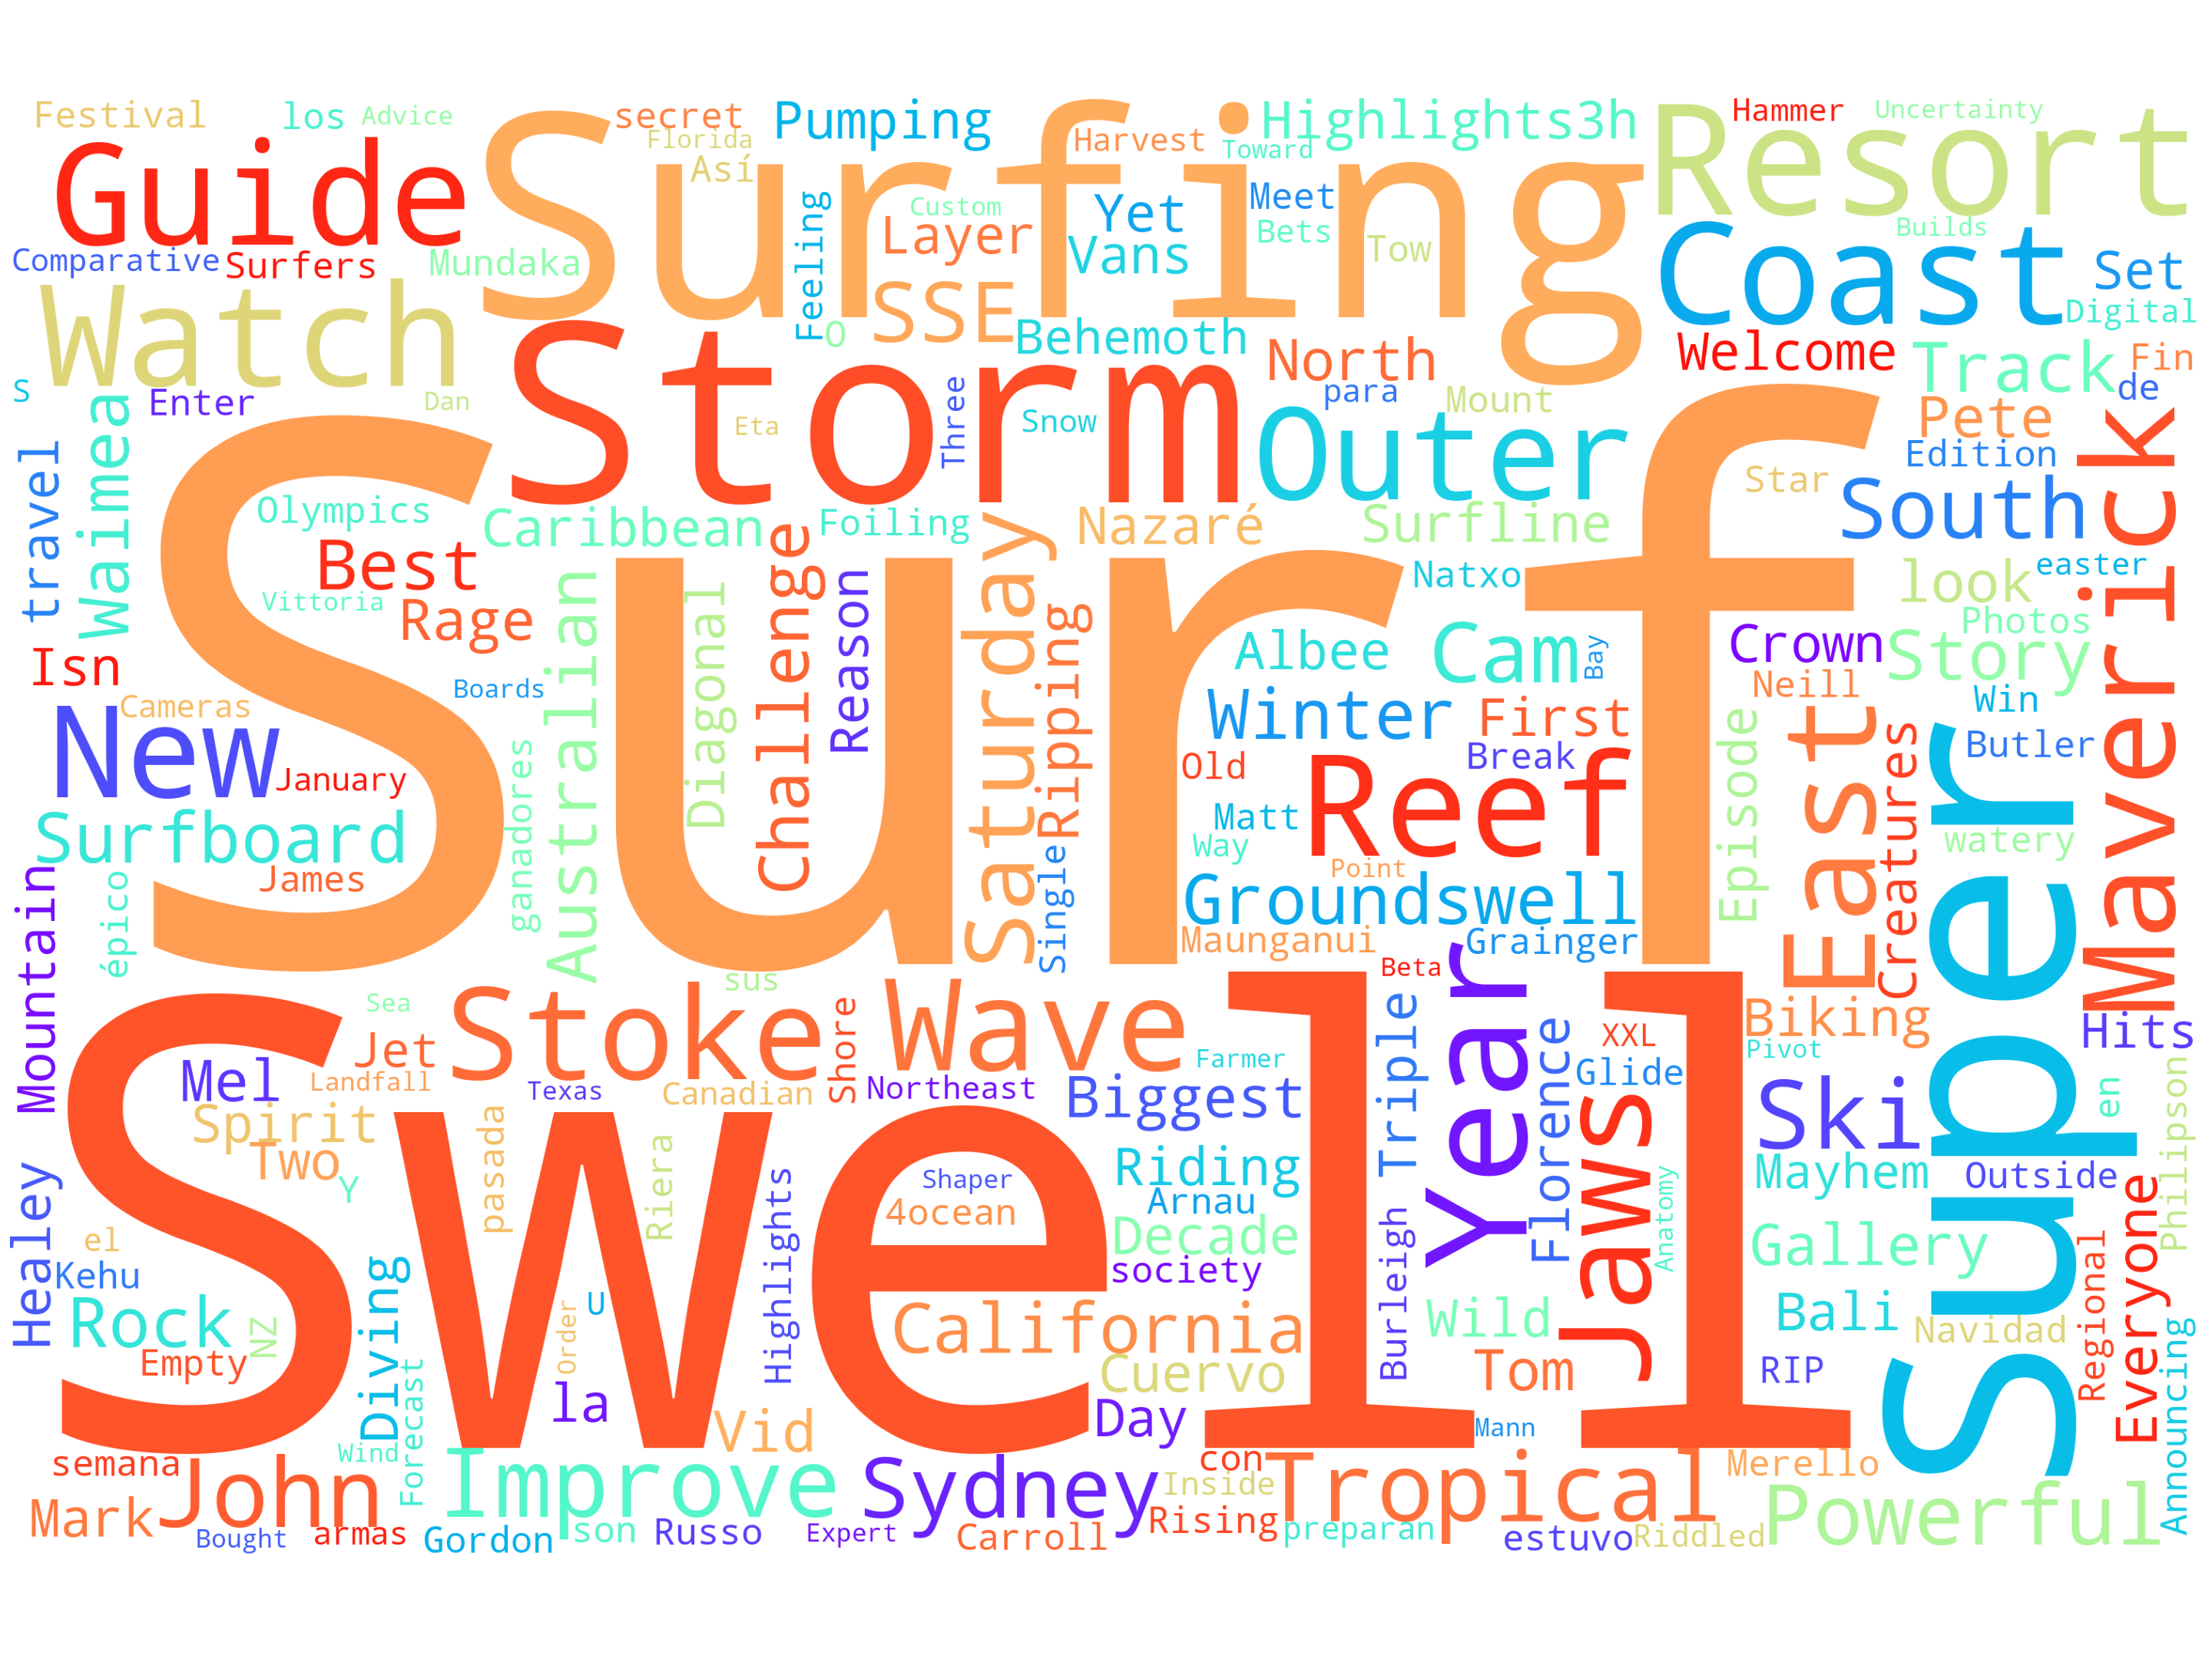 Festival
los
Advice
secret
Florida
Así
Pumping
Harvest
Toward
Highlights3h
Resort
Hammer
Uncertainty
Guide
Surfing
Custom
Layer
Yet
Vans
Meet
Bets
Tow
Builds
Coast
Set
Comparative
Surfers
Mundaka
Feeling
O
SSE
Behemoth
Digital
Watch
Storm
North
Welcome
Track
Fin
de
S
Enter
Dan
Eta
Three
Snow
para
Mount
Outer
Pete
Edition
Maverick
travel
Waimea
Surf
Olympics
Best
Vittoria
Rage
Caribbean
Foiling
Nazaré
Surfline
Star
South
Natxo
look
easter
Photos
Isn
Cameras
Boards
Australian
Diagonal
Challenge
Reason
Saturday
Ripping
Albee
Cam
Bay
Crown
Story
Neill
Win
New
January
Winter
First
Break
Old
Reef
Episode
East
Creatures
Butler
Super
Surfboard
James
ganadores
Matt
Way
Point
watery
Single
Groundswell
Mountain
épico
Maunganui
Grainger
sus
Beta
Sea
Swell
Stoke
Wave
Year
Jet
Shore
Triple
Florence
XXL
Biking
Hits
Mel
Landfall
Texas
Canadian
Northeast
Farmer
Glide
Pivot
Biggest
Jaws
Ski
en
Philipson
Spirit
Two
Y
pasada
Riera
Highlights
Shaper
4ocean
Riding
Arnau
Anatomy
Mayhem
Outside
Healey
el
Kehu
Decade
society
Burleigh
Gallery
Regional
Everyone
Rock
NZ
Diving
Order
U
California
Wild
Bali
Navidad
Announcing
Empty
Forecast
la
Cuervo
Tom
RIP
Vid
Day
Mann
semana
John
Wind
Improve
Sydney
con
Inside
Tropical
Merello
Powerful
Mark
Bought
armas
Gordon
son
Russo
Expert
Carroll
Rising
preparan
estuvo
Riddled